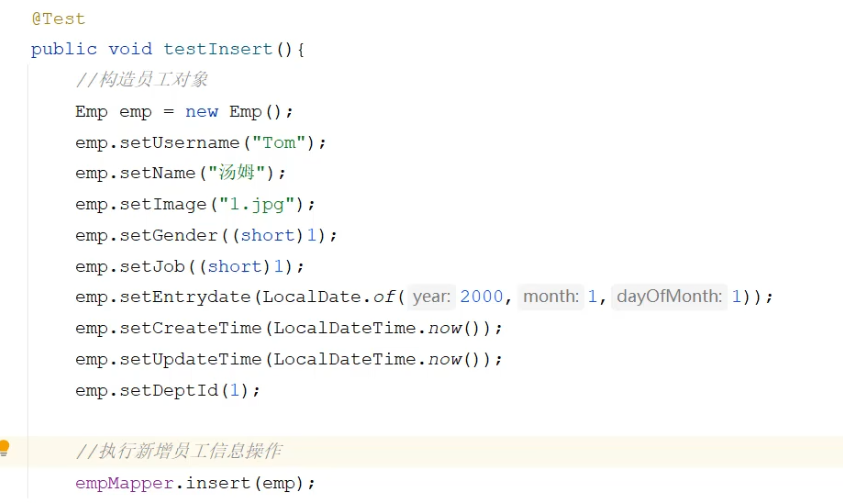 @Test
public void testInsert(){
//构造员工对象
Emp emp = new Emp();
emp.setUsername("Tom");
emp.setName("汤姆");
emp.setImage("1.jpg");
emp.setGender((short)1);
emp.setJob((short)1);
emp.setEntrydate(LocalDate.of( year: 2000, month: 1, dayOfMonth: 1));
emp.setCreateTime(LocalDateTime.now());
emp.setUpdateTime(LocalDateTime.now());
emp.setDeptId(1);
//执行新增员工信息操作
empMapper.insert(emp);